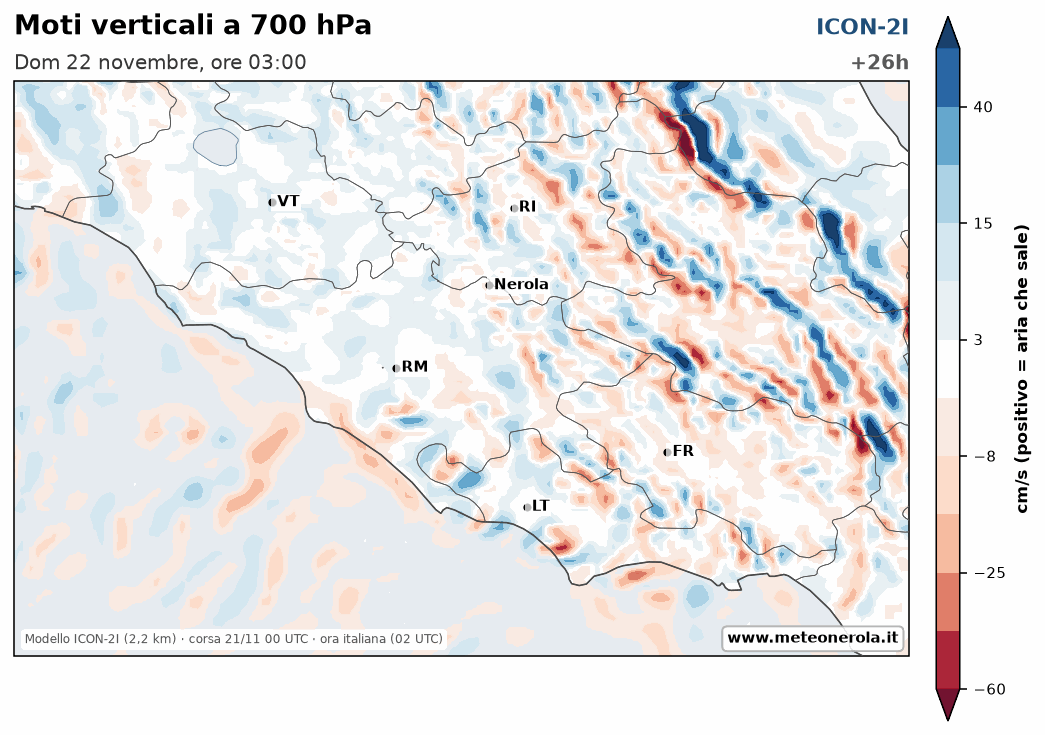 Moti verticali a 700 hPa
ICON-2I
Dom 22 novembre, ore 03:00
+26h
VT
RI
Nerola
RM
FR
LT
40
15
3
−8
−25
−60
cm/s (positivo = aria che sale)
Modello ICON-2I (2,2 km) · corsa 21/11 00 UTC · ora italiana (02 UTC)
www.meteonerola.it